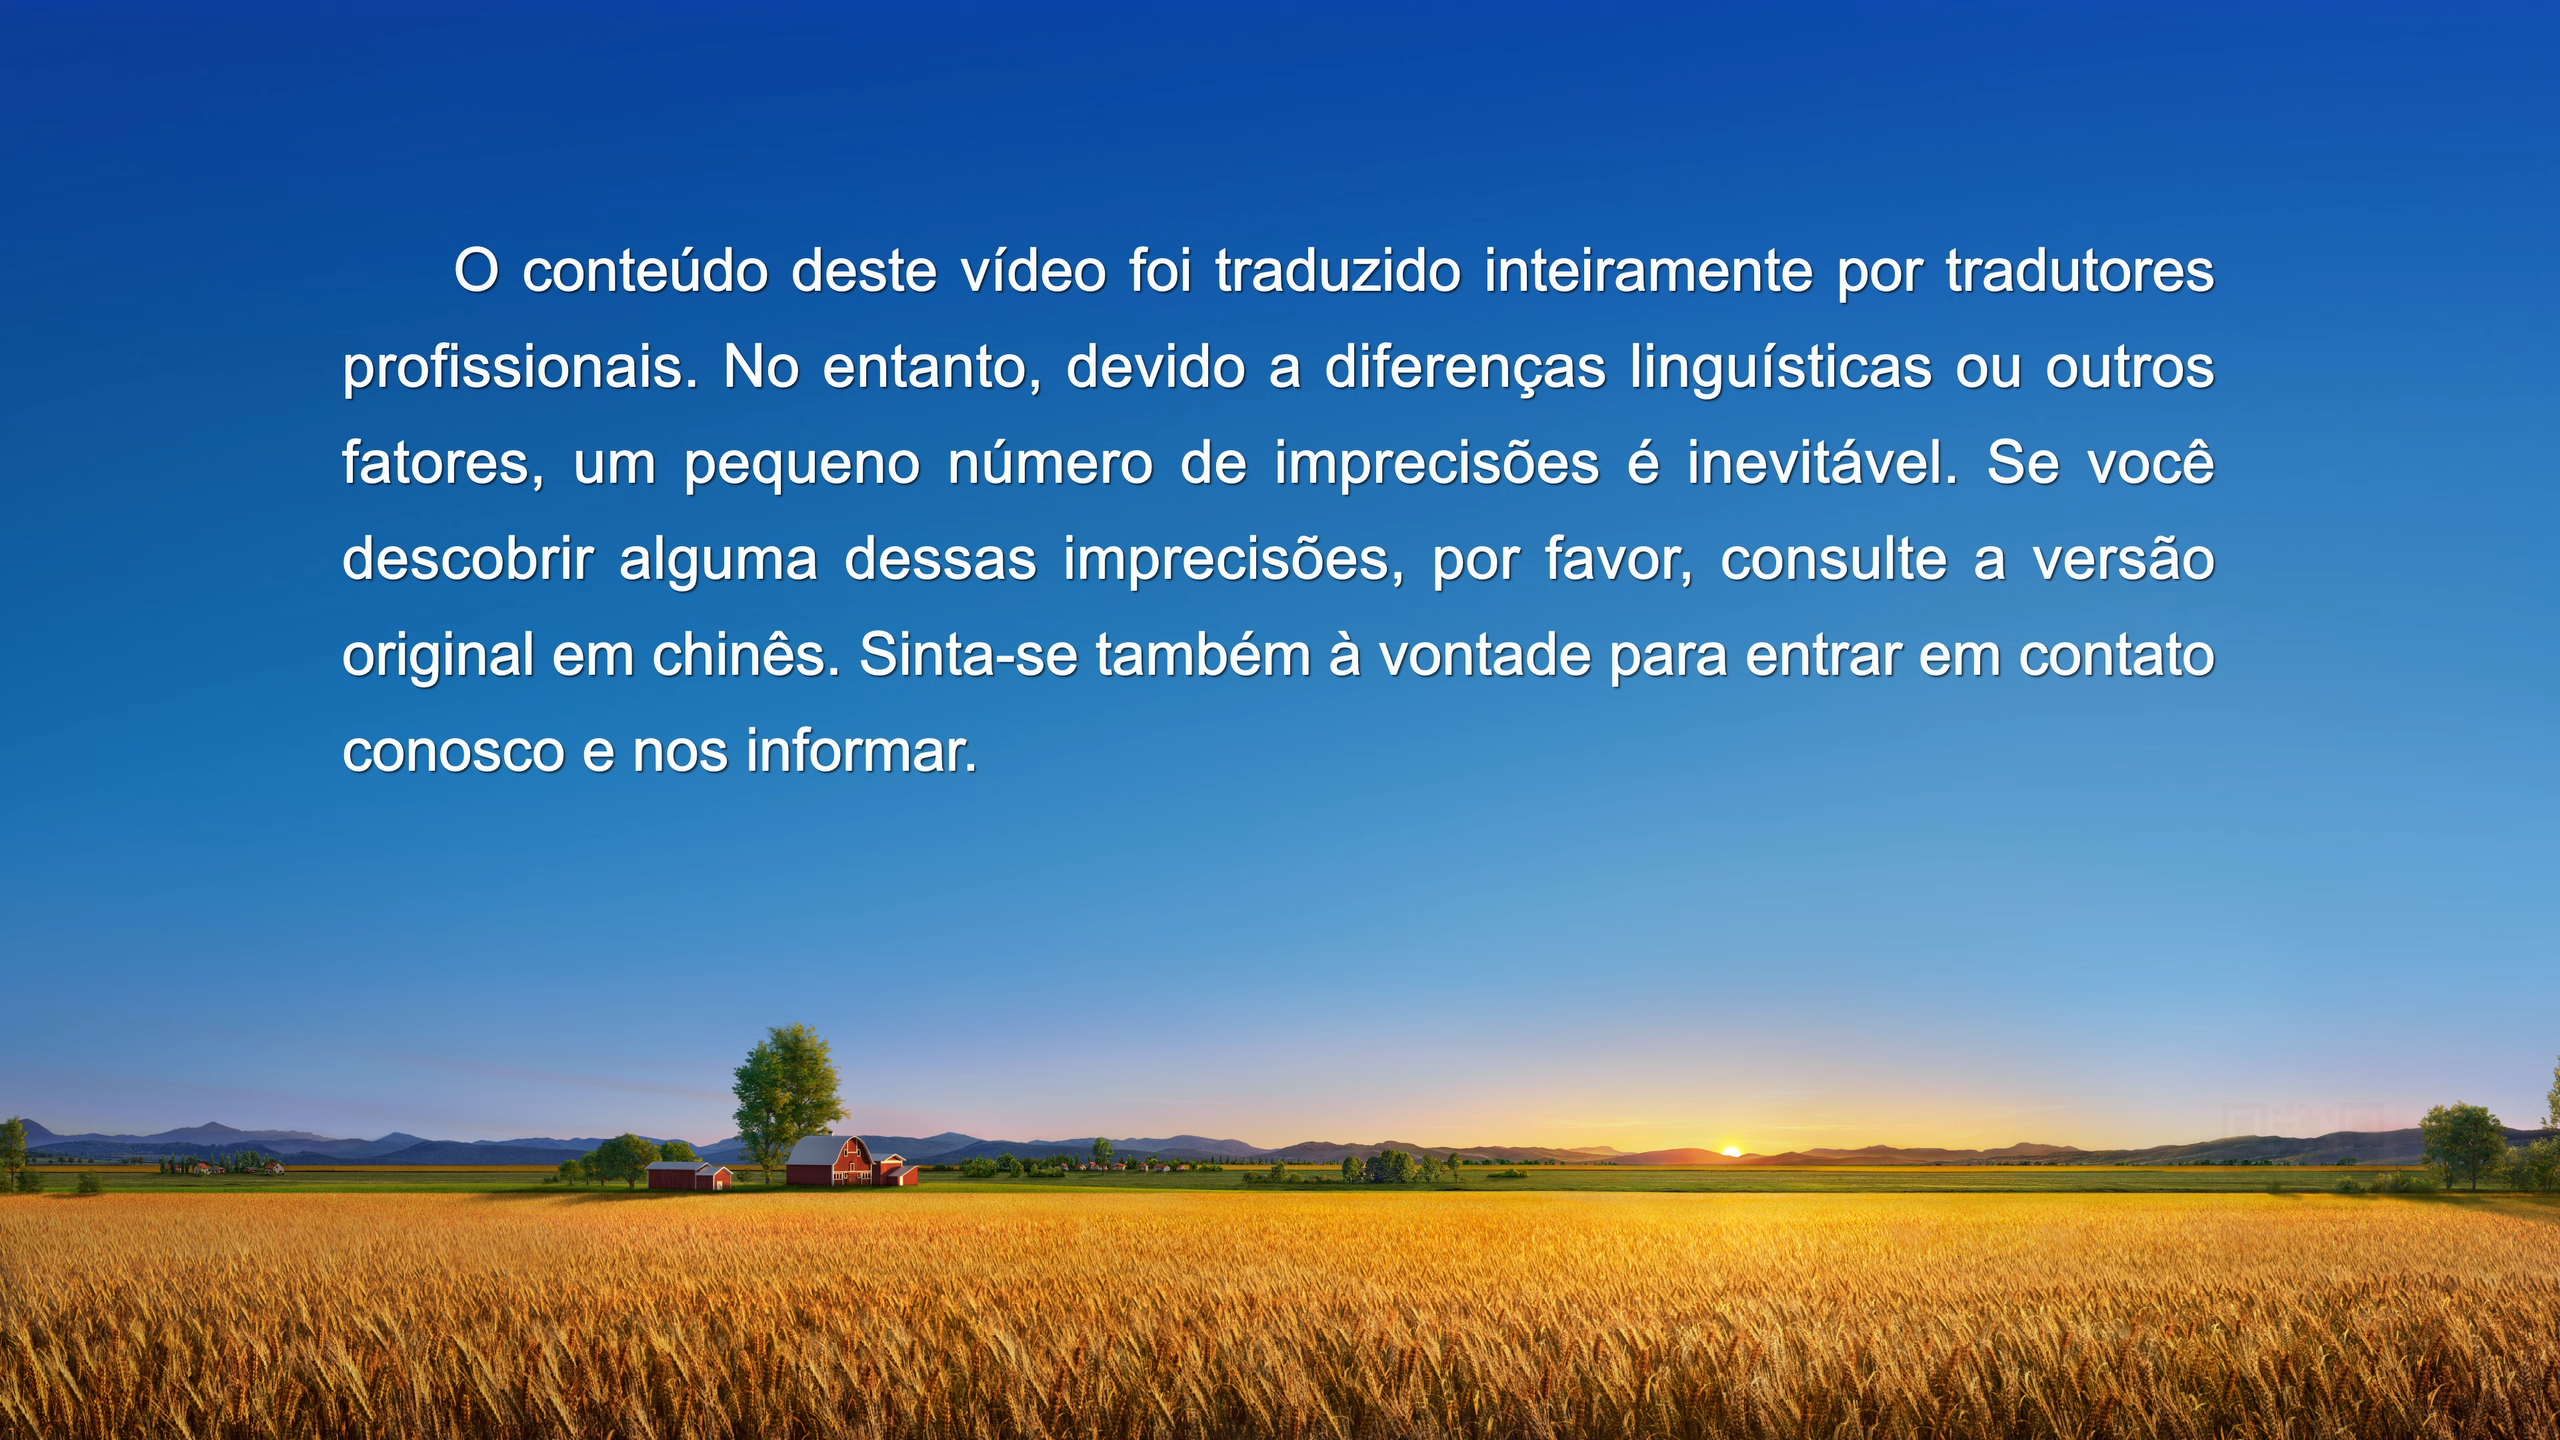 O conteúdo deste vídeo foi traduzido inteiramente por tradutores
profissionais. No entanto, devido a diferenças linguísticas ou outros
fatores, um pequeno número de imprecisões é inevitável. Se você
descobrir alguma dessas imprecisões, por favor, consulte a versão
original em chinês. Sinta-se também à vontade para entrar em contato
conosco e nos informar.